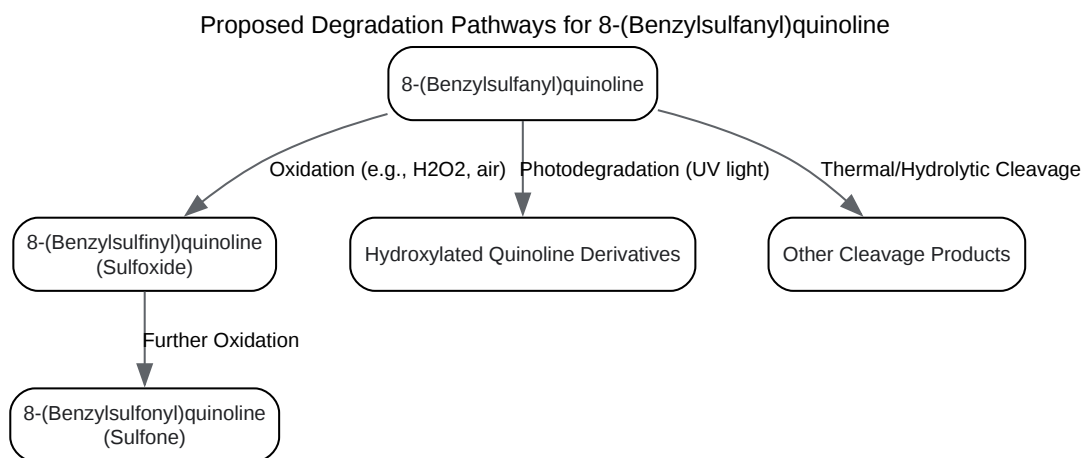 Proposed Degradation Pathways for 8-(Benzylsulfanyl)quinoline
8-(Benzylsulfanyl)quinoline
Oxidation (e.g., H2O2, air)
Photodegradation (UV light)
Thermal/Hydrolytic Cleavage
8-(Benzylsulfinyl)quinoline
(Sulfoxide)
Hydroxylated Quinoline Derivatives
Other Cleavage Products
Further Oxidation
8-(Benzylsulfonyl)quinoline
(Sulfone)